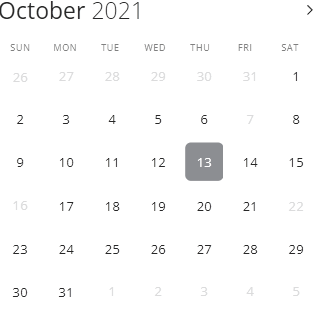 October 2021
SUN MON TUE WED THU FRI SAT
26 27 28 29 30 31 1
2 3 4 5 6 7 8
9 10 11 12 13 14 15
16 17 18 19 20 21 22
23 24 25 26 27 28 29
30 31 1 2 3 4 5